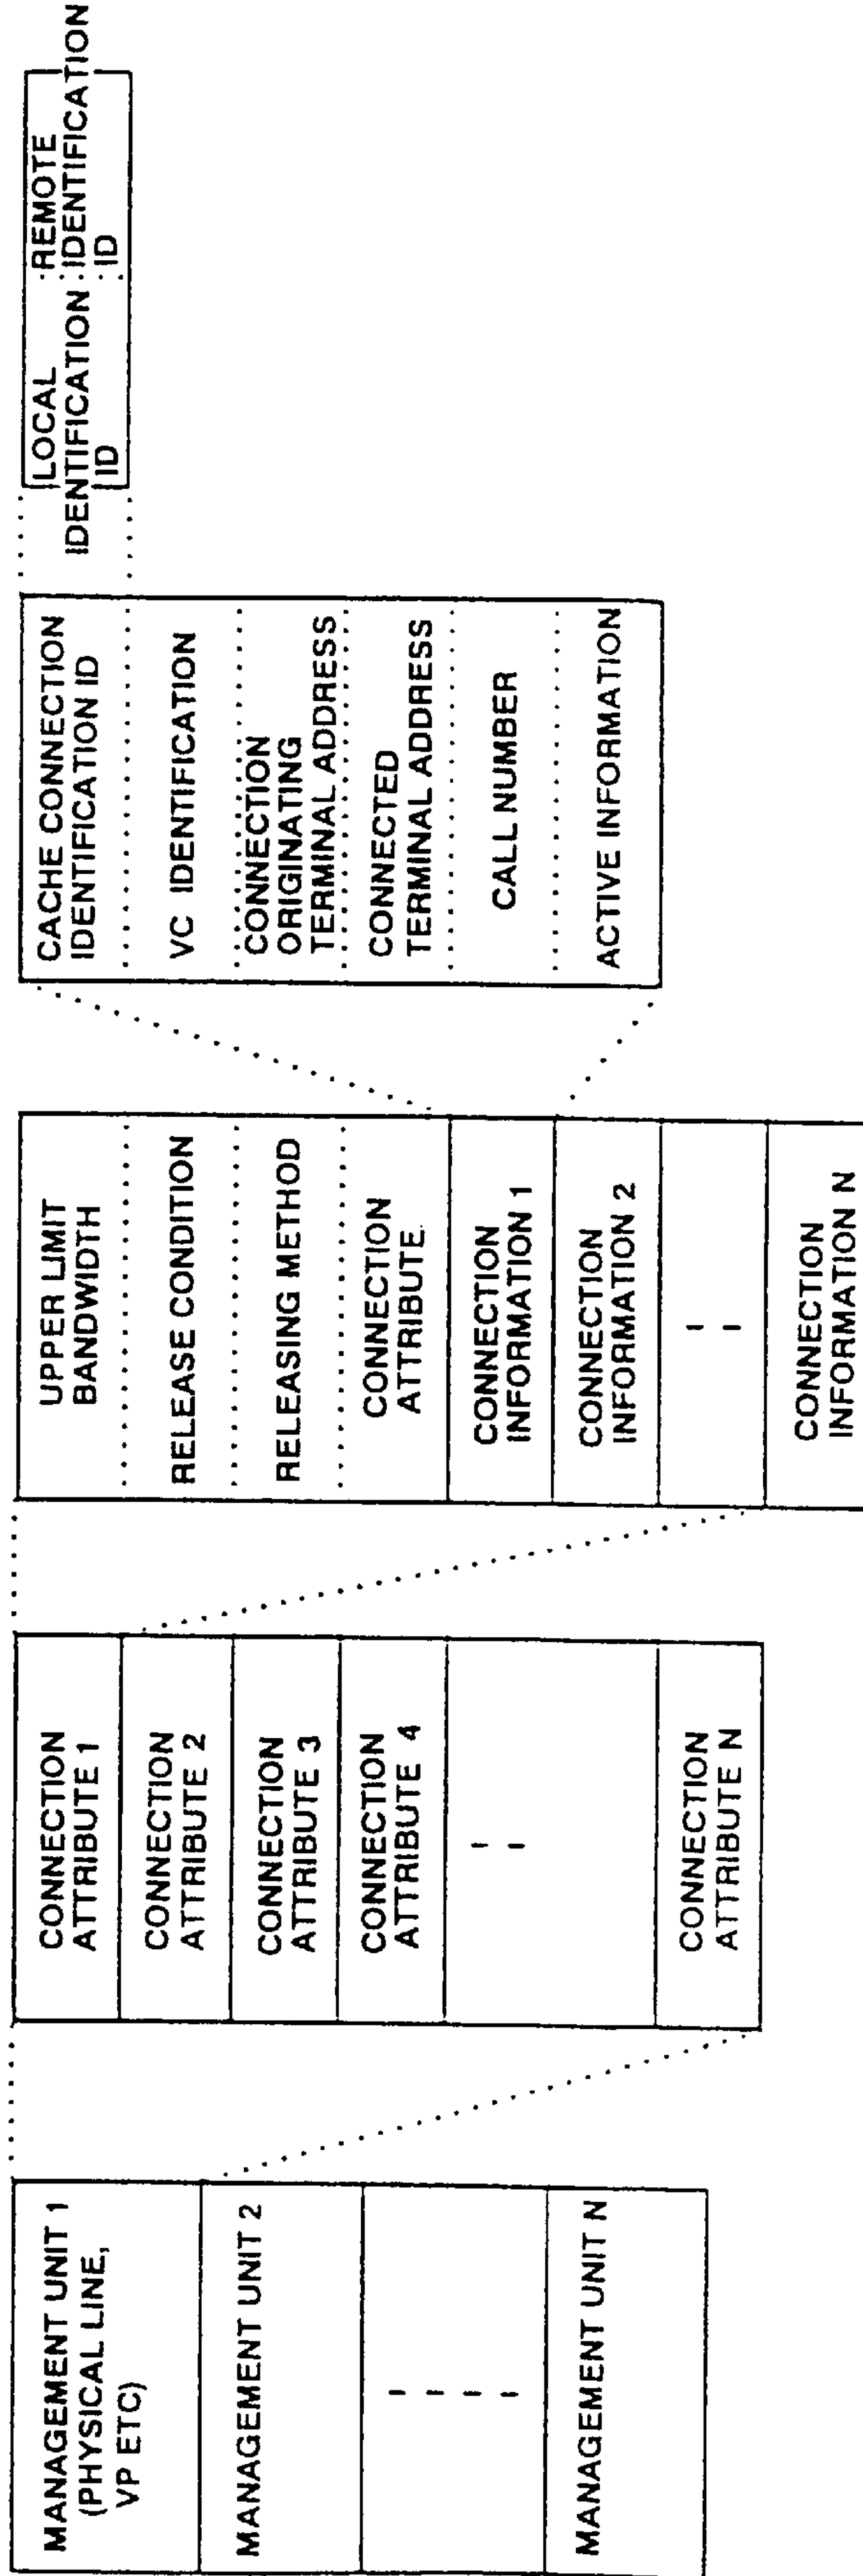 MANAGEMENT UNIT 1
(PHYSICAL LINE,
VP ETC)
MANAGEMENT UNIT 2
MANAGEMENT UNIT N
CONNECTION
ATTRIBUTE 1
CONNECTION
ATTRIBUTE 2
CONNECTION
ATTRIBUTE 3
CONNECTION
ATTRIBUTE 4
CONNECTION
ATTRIBUTE N
UPPER LIMIT
BANDWIDTH
RELEASE CONDITION
RELEASING METHOD
CONNECTION
ATTRIBUTE
CONNECTION
INFORMATION 1
CONNECTION
INFORMATION 2
CONNECTION
INFORMATION N
CACHE CONNECTION
IDENTIFICATION ID
VC IDENTIFICATION
CONNECTION
ORIGINATING
TERMINAL ADDRESS
CONNECTED
TERMINAL ADDRESS
CALL NUMBER
ACTIVE INFORMATION
LOCAL
IDENTIFICATION
ID
REMOTE
IDENTIFICATION
ID